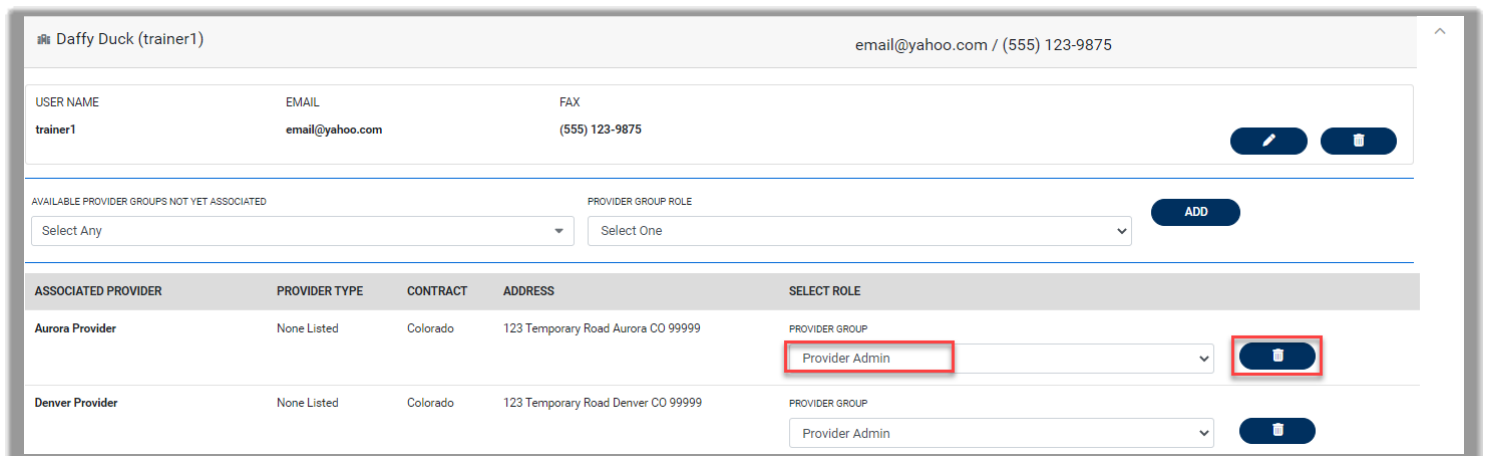 Daffy Duck (trainer1) email@yahoo.com / (555) 123-9875
USER NAME EMAIL FAX
trainer1 email@yahoo.com (555) 123-9875
AVAILABLE PROVIDER GROUPS NOT YET ASSOCIATED PROVIDER GROUP ROLE
Select Any Select One ADD
ASSOCIATED PROVIDER PROVIDER TYPE CONTRACT ADDRESS SELECT ROLE
Aurora Provider None Listed Colorado 123 Temporary Road Aurora CO 99999 PROVIDER GROUP
Provider Admin
Denver Provider None Listed Colorado 123 Temporary Road Denver CO 99999 PROVIDER GROUP
Provider Admin